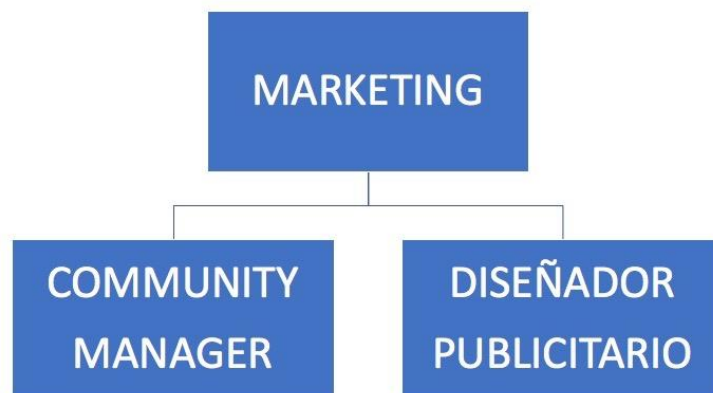 MARKETING
COMMUNITY
MANAGER
DISEÑADOR
PUBLICITARIO